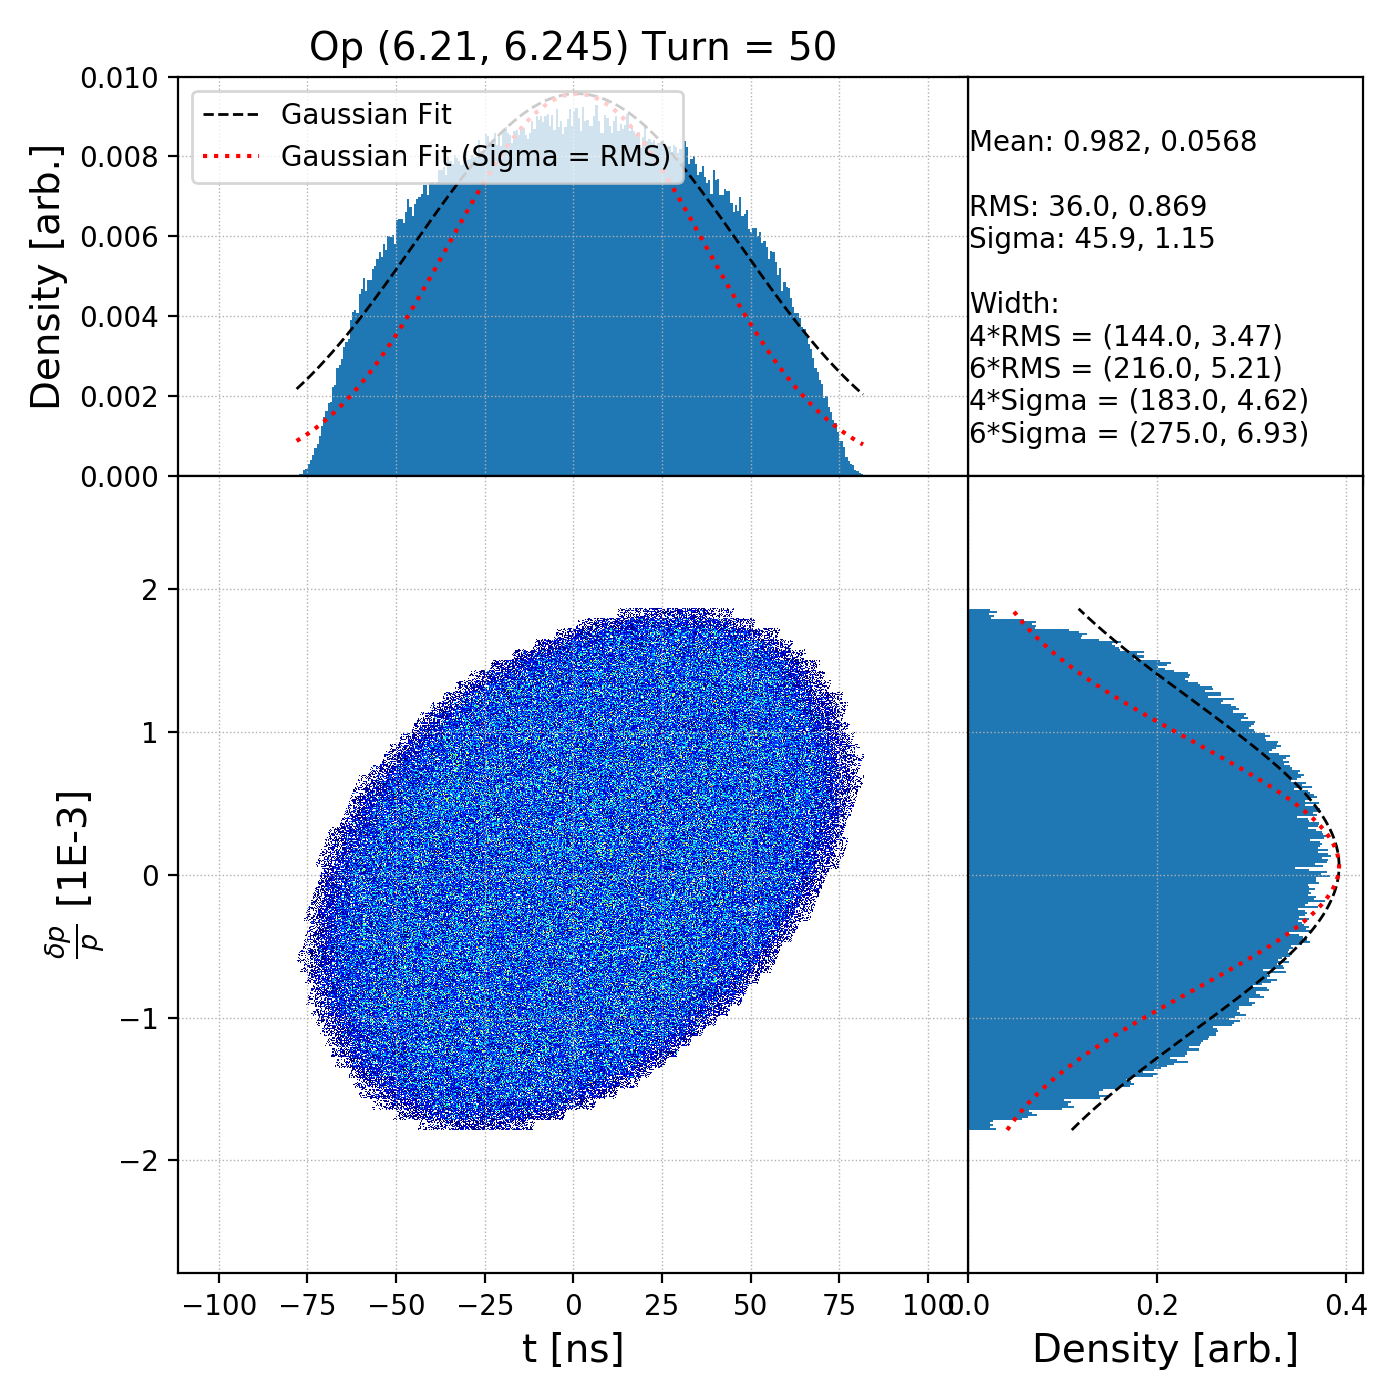 Op (6.21, 6.245) Turn = 50
0.010
0.008
0.006
0.004
0.002
0.000
Density [arb.]
Gaussian Fit
Gaussian Fit (Sigma = RMS)
Mean: 0.982, 0.0568
RMS: 36.0, 0.869
Sigma: 45.9, 1.15
Width:
4*RMS = (144.0, 3.47)
6*RMS = (216.0, 5.21)
4*Sigma = (183.0, 4.62)
6*Sigma = (275.0, 6.93)
2
1
0
−1
−2
δp/p [1E-3]
−100 −75 −50 −25 0 25 50 75 100
t [ns]
0.0 0.2 0.4
Density [arb.]